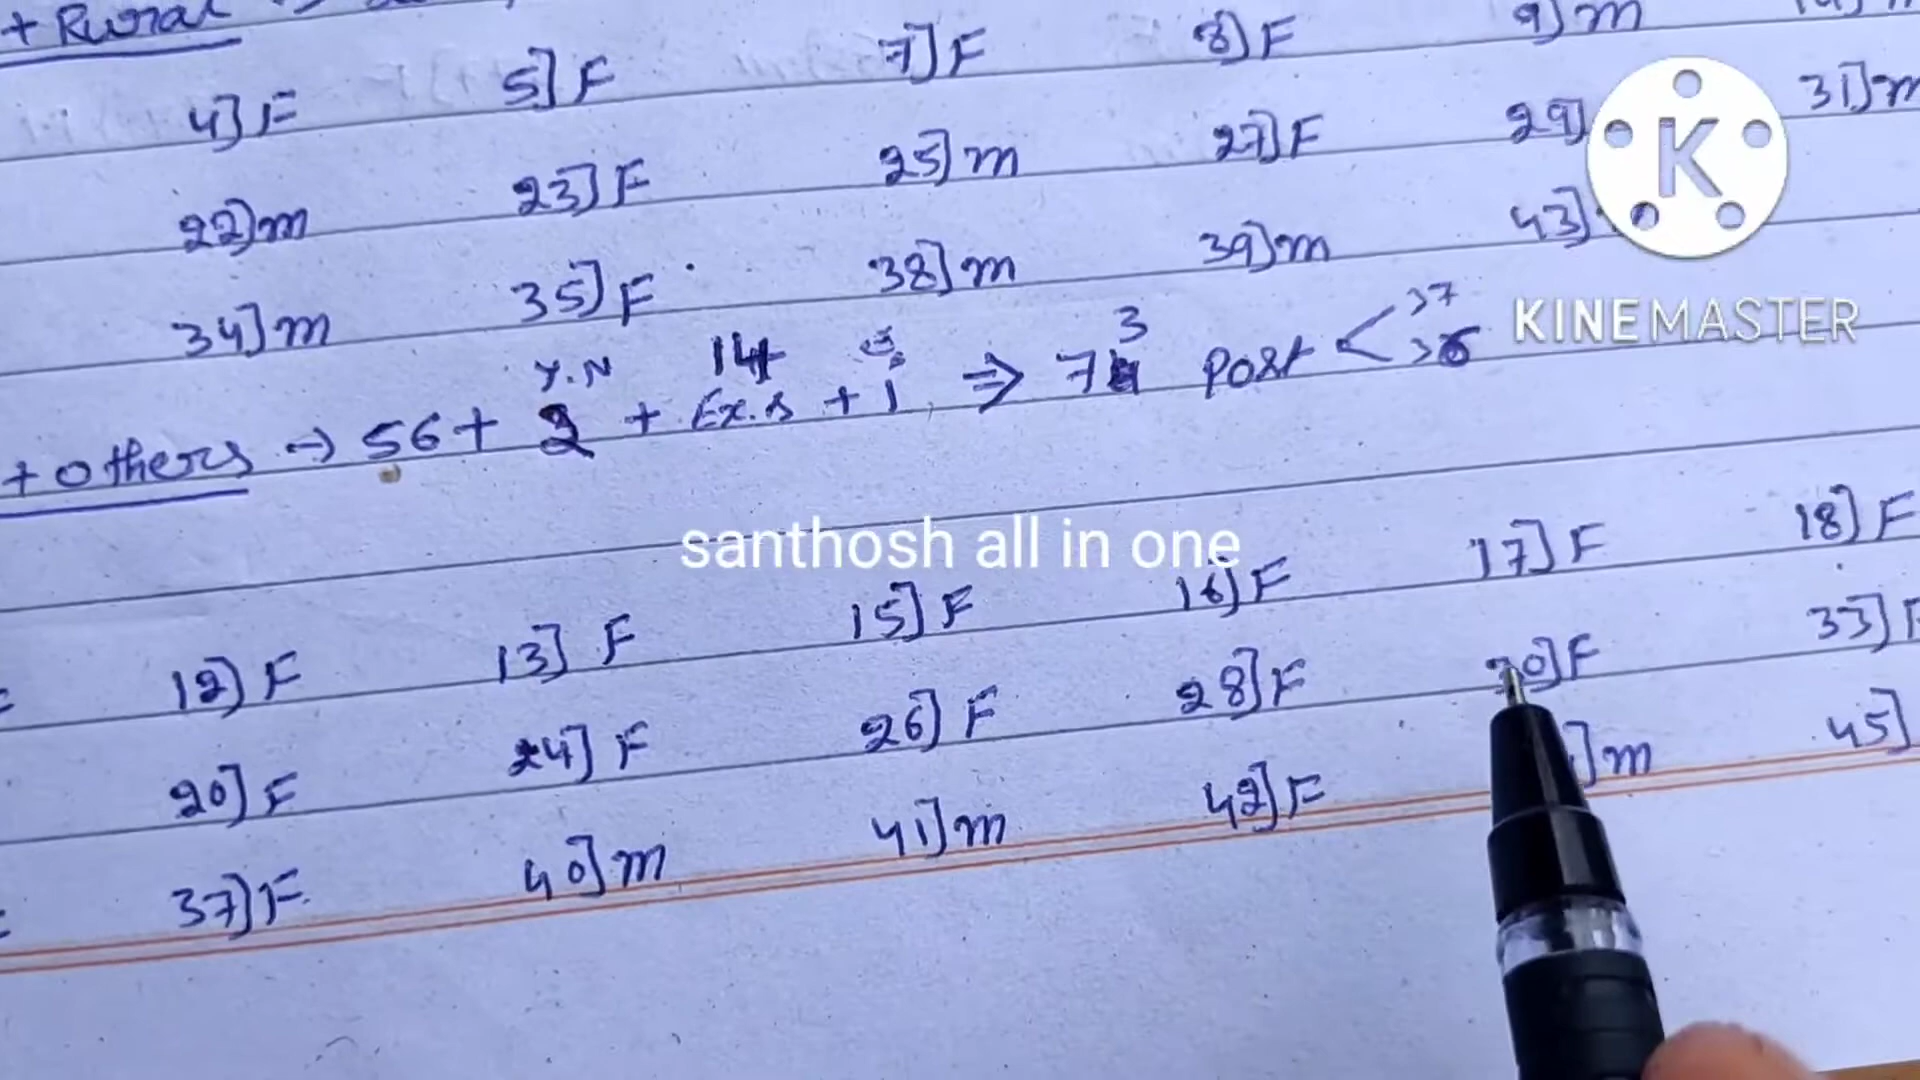 + Rural
4] F 5] F 7] F 8] F 9] m
22] m 23] F 25] m 27] F 29] 31] m
34] m 35] F 38] m 39] m 43]
Y.N 14 3 37
+ others → 56 + 2 + Ex.s + 1 ⇒ 7 Post < 36
12] F 13] F 15] F 16] F 17] F 18] F
20] F 24] F 26] F 28] F 30] F 33] F
37] F 40] m 41] m 42] F ] m 45]
santhosh all in one
K
KINEMASTER